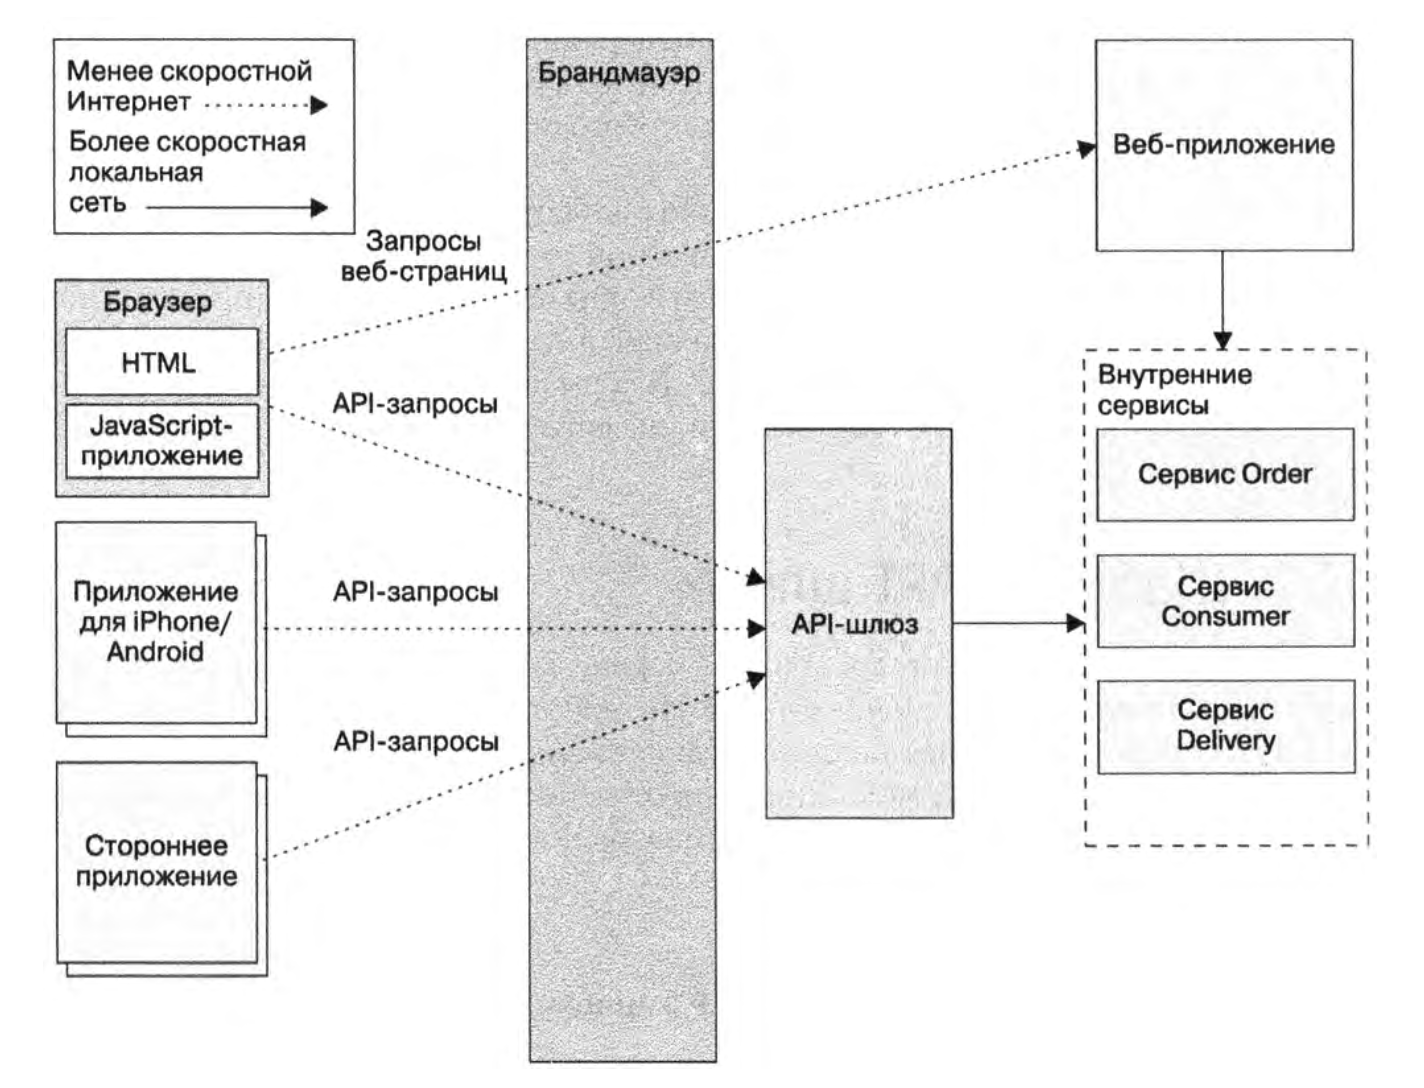 Менее скоростной
Интернет
Более скоростная
локальная
сеть
Брандмауэр
Веб-приложение
Запросы
веб-страниц
Браузер
HTML
JavaScript-
приложение
API-запросы
Внутренние
сервисы
Сервис Order
Приложение
для iPhone/
Android
API-запросы
API-шлюз
Сервис
Consumer
Стороннее
приложение
API-запросы
Сервис
Delivery